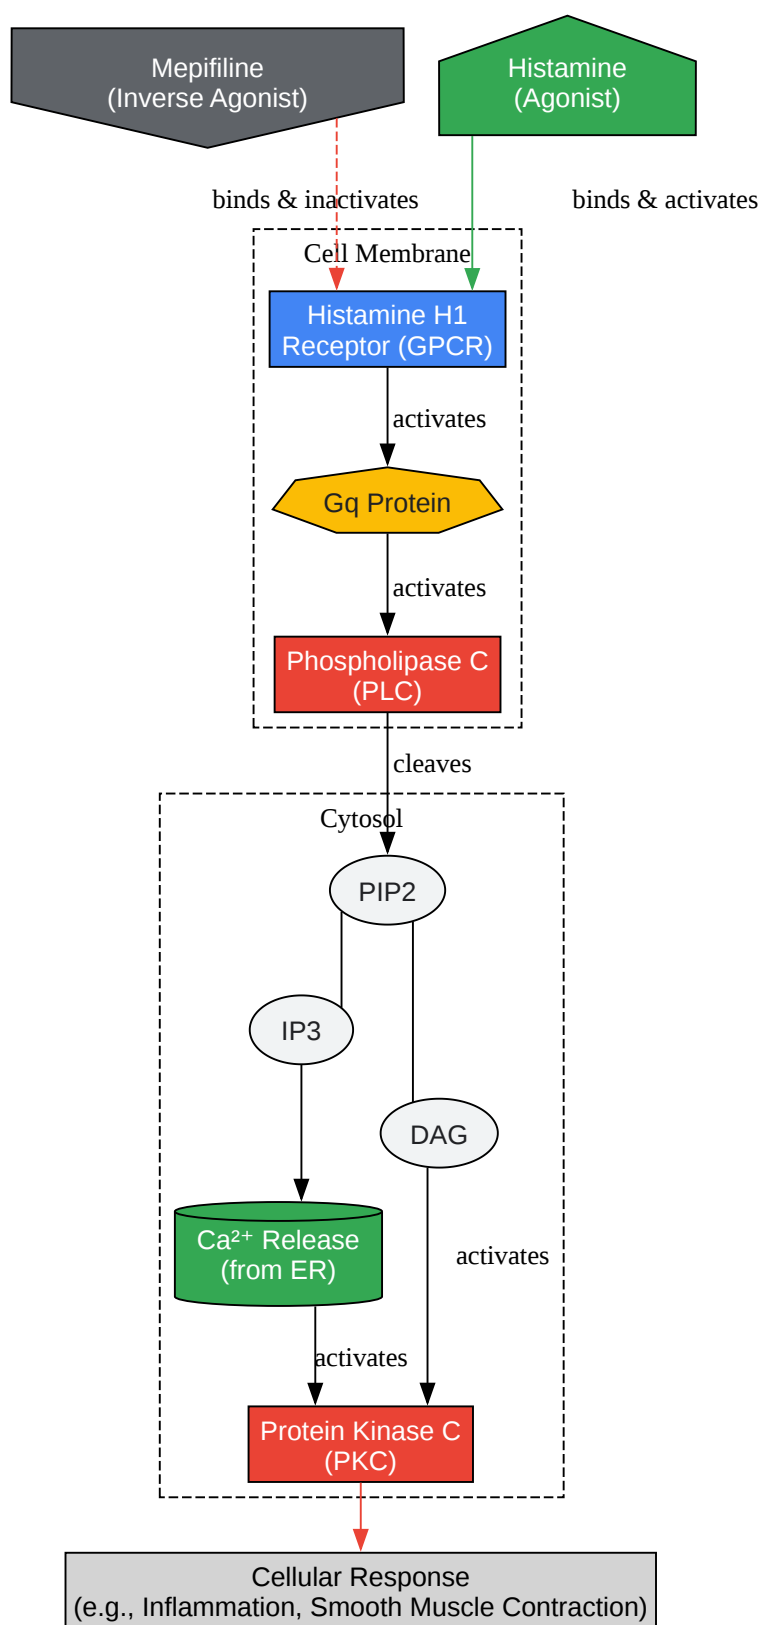 Mepifiline
(Inverse Agonist)
Histamine
(Agonist)
binds & inactivates
binds & activates
Cell Membrane
Histamine H1
Receptor (GPCR)
activates
Gq Protein
activates
Phospholipase C
(PLC)
cleaves
Cytosol
PIP2
IP3
DAG
Ca²⁺ Release
(from ER)
activates
activates
Protein Kinase C
(PKC)
Cellular Response
(e.g., Inflammation, Smooth Muscle Contraction)